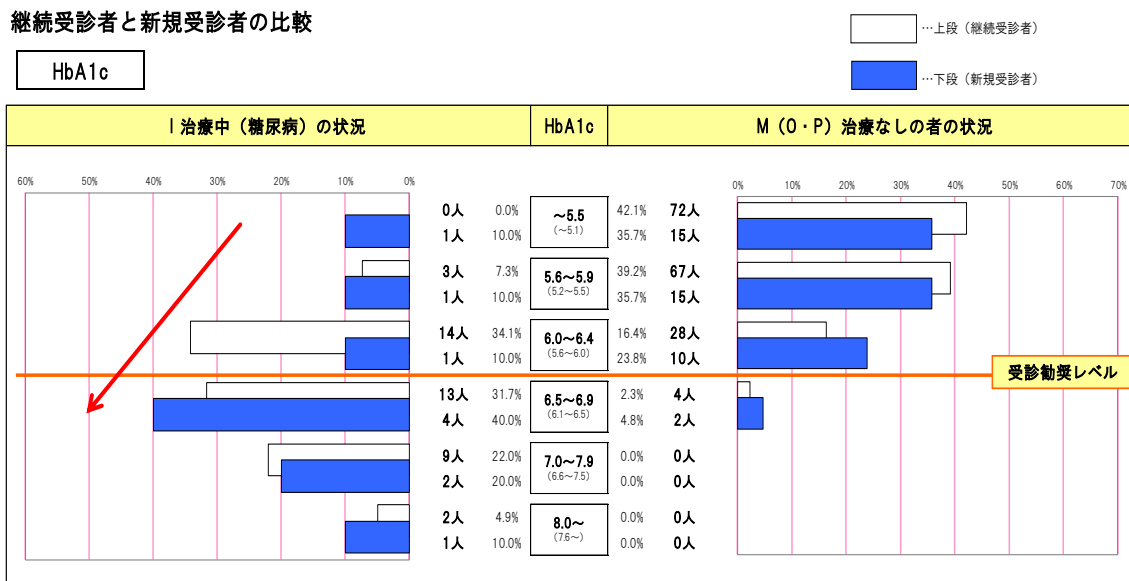 継続受診者と新規受診者の比較
…上段（継続受診者）
HbA1c
…下段（新規受診者）
I 治療中（糖尿病）の状況 HbA1c M（O・P）治療なしの者の状況
60% 50% 40% 30% 20% 10% 0% 0% 10% 20% 30% 40% 50% 60% 70%
0人 0.0% ～5.5 42.1% 72人
1人 10.0% (～5.1) 35.7% 15人
3人 7.3% 5.6～5.9 39.2% 67人
1人 10.0% (5.2～5.5) 35.7% 15人
14人 34.1% 6.0～6.4 16.4% 28人
1人 10.0% (5.6～6.0) 23.8% 10人
受診勧奨レベル
13人 31.7% 6.5～6.9 2.3% 4人
4人 40.0% (6.1～6.5) 4.8% 2人
9人 22.0% 7.0～7.9 0.0% 0人
2人 20.0% (6.6～7.5) 0.0% 0人
2人 4.9% 8.0～ 0.0% 0人
1人 10.0% (7.6～) 0.0% 0人